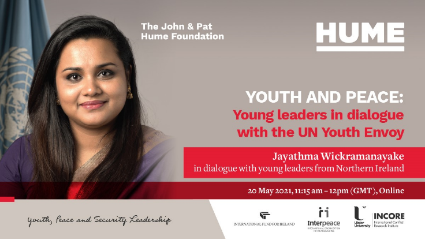 The John & Pat
Hume Foundation
HUME
YOUTH AND PEACE:
Young leaders in dialogue
with the UN Youth Envoy
Jayathma Wickramanayake
in dialogue with young leaders from Northern Ireland
20 May 2021, 11:15 am – 12pm (GMT), Online
Youth, Peace and Security Leadership
INTERNATIONAL FUND FOR IRELAND
Interpeace
Ulster
University
INCORE